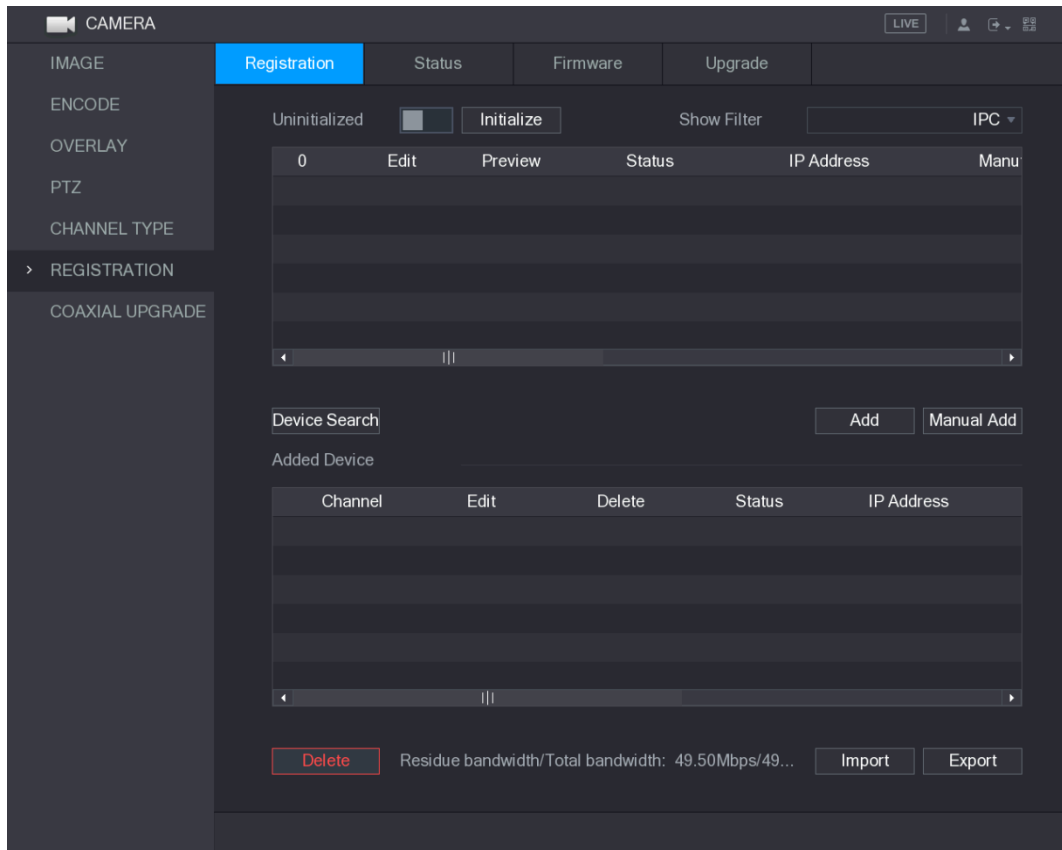 CAMERA LIVE
IMAGE
ENCODE
OVERLAY
PTZ
CHANNEL TYPE
REGISTRATION
COAXIAL UPGRADE
Registration Status Firmware Upgrade
Uninitialized Initialize Show Filter IPC
0 Edit Preview Status IP Address Manu
Device Search Add Manual Add
Added Device
Channel Edit Delete Status IP Address
Delete Residue bandwidth/Total bandwidth: 49.50Mbps/49... Import Export